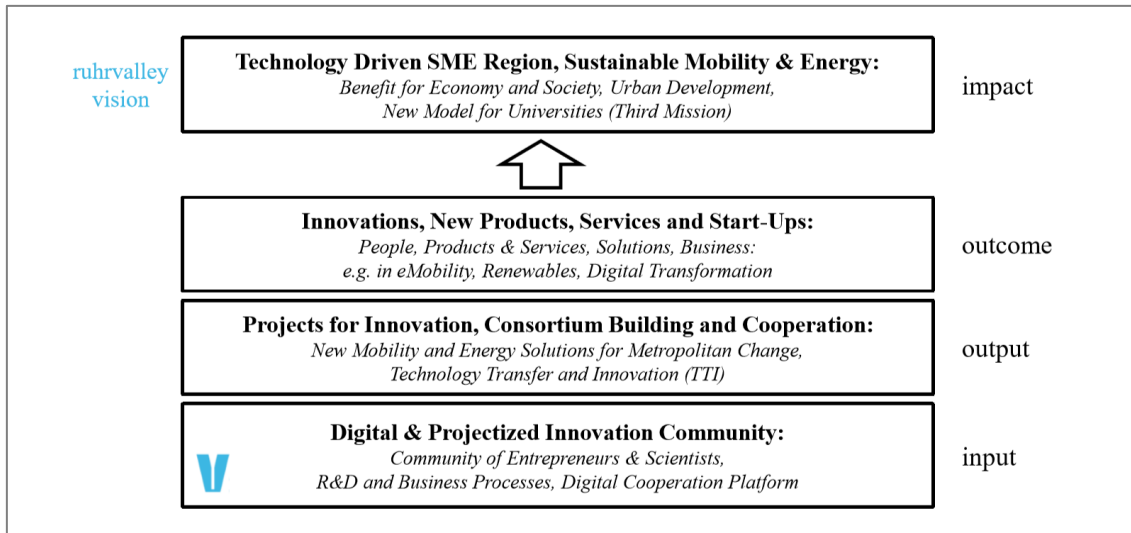 ruhrvalley
vision
Technology Driven SME Region, Sustainable Mobility & Energy:
Benefit for Economy and Society, Urban Development,
New Model for Universities (Third Mission)
impact
Innovations, New Products, Services and Start-Ups:
People, Products & Services, Solutions, Business:
e.g. in eMobility, Renewables, Digital Transformation
outcome
Projects for Innovation, Consortium Building and Cooperation:
New Mobility and Energy Solutions for Metropolitan Change,
Technology Transfer and Innovation (TTI)
output
Digital & Projectized Innovation Community:
Community of Entrepreneurs & Scientists,
R&D and Business Processes, Digital Cooperation Platform
input